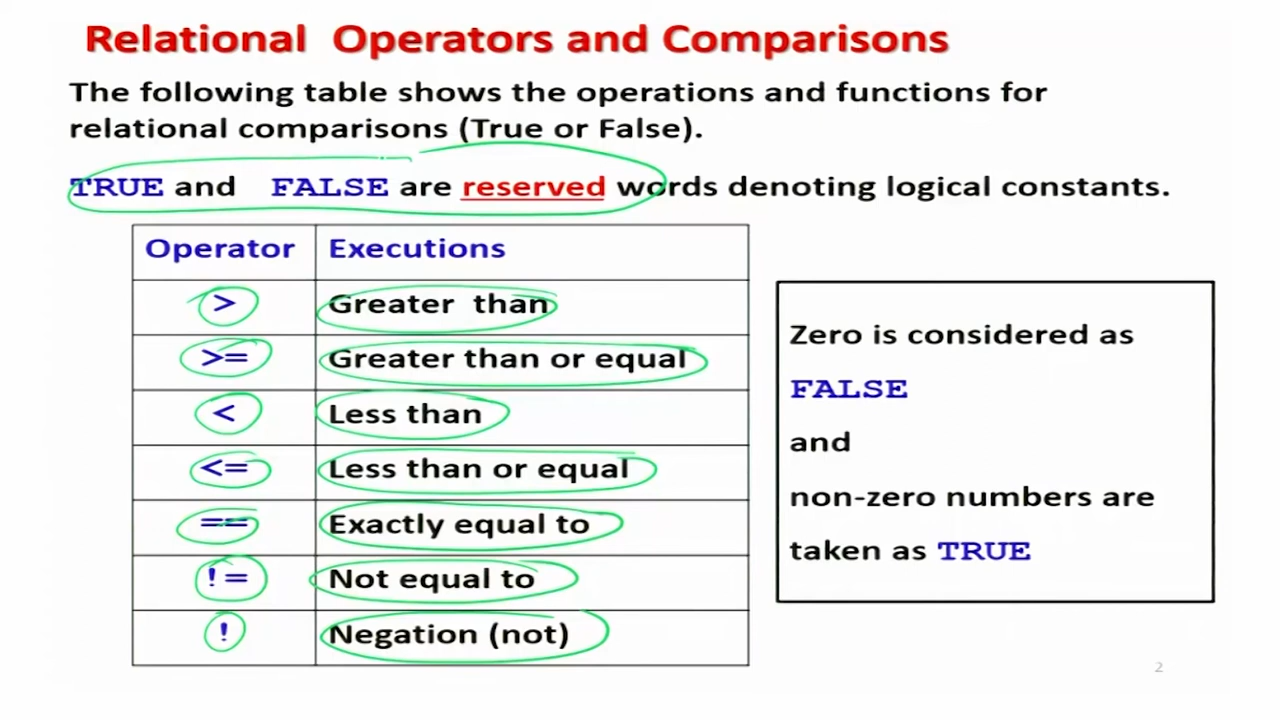 Relational Operators and Comparisons
The following table shows the operations and functions for
relational comparisons (True or False).
TRUE and FALSE are reserved words denoting logical constants.
Operator Executions
> Greater than
>= Greater than or equal
< Less than
<= Less than or equal
== Exactly equal to
!= Not equal to
! Negation (not)
Zero is considered as
FALSE
and
non-zero numbers are
taken as TRUE
2